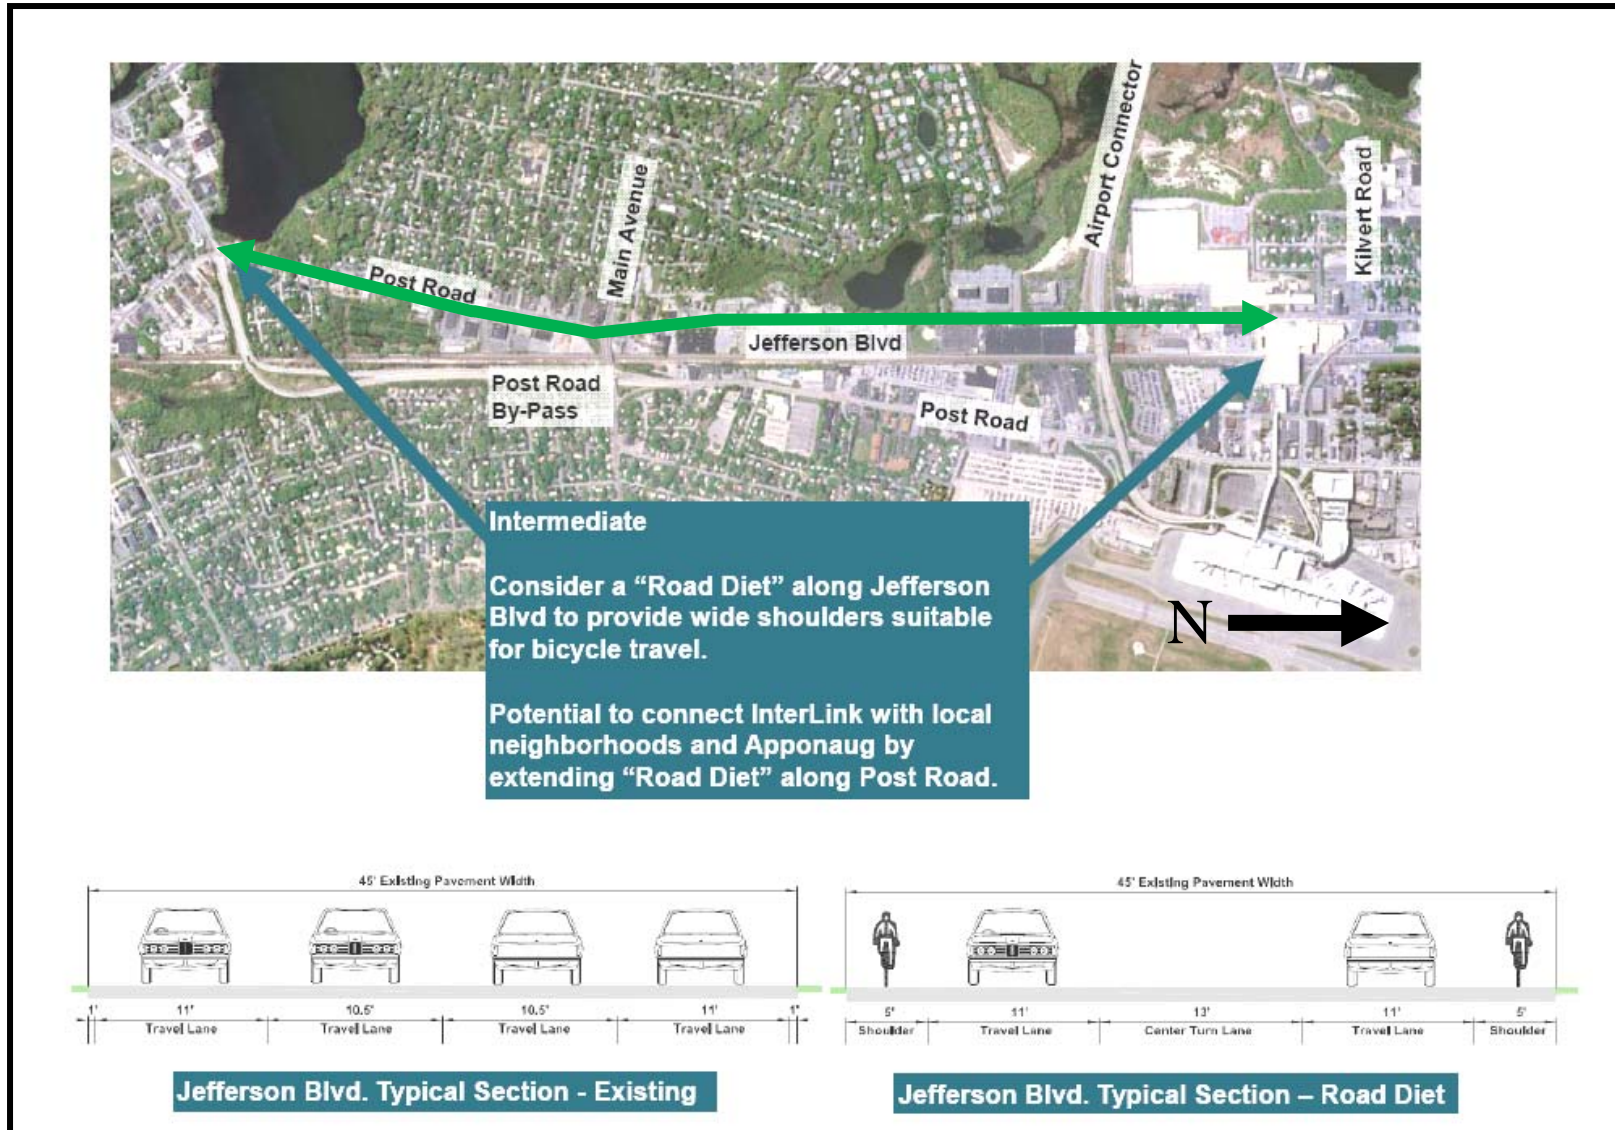 Airport Connector
Kilvert Road
Main Avenue
Post Road
Jefferson Blvd
Post Road
By-Pass
Post Road
Intermediate
Consider a “Road Diet” along Jefferson
Blvd to provide wide shoulders suitable
for bicycle travel.
Potential to connect InterLink with local
neighborhoods and Apponaug by
extending “Road Diet” along Post Road.
N
45' Existing Pavement Width
1' 11' 10.5' 10.5' 11' 1'
Travel Lane Travel Lane Travel Lane Travel Lane
Jefferson Blvd. Typical Section - Existing
45' Existing Pavement Width
5' 11' 13' 11' 5'
Shoulder Travel Lane Center Turn Lane Travel Lane Shoulder
Jefferson Blvd. Typical Section – Road Diet